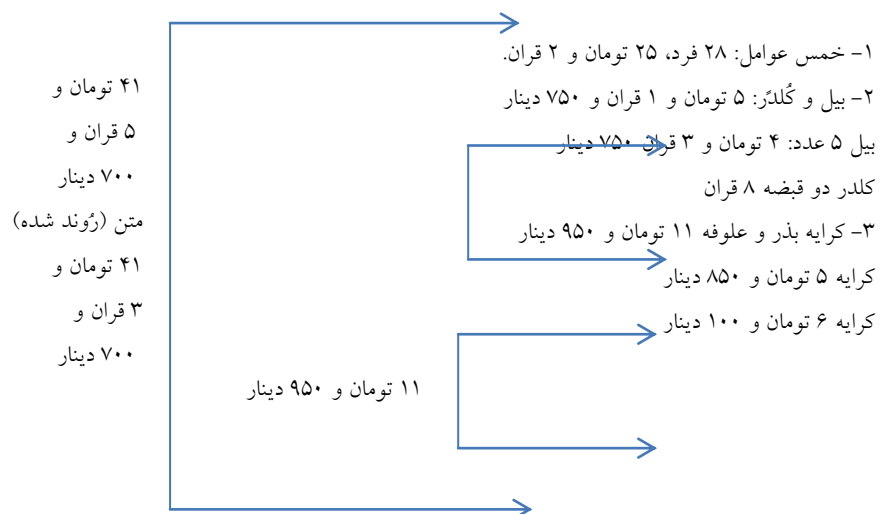 ۱- خمس عوامل: ۲۸ فرد، ۲۵ تومان و ۲ قران.
۲- بیل و کُلدَر: ۵ تومان و ۱ قران و ۷۵۰ دینار
بیل ۵ عدد: ۴ تومان و ۳ قران ۷۵۰ دینار
کلدر دو قبضه ۸ قران
۳- کرایه بذر و علوفه ۱۱ تومان و ۹۵۰ دینار
کرایه ۵ تومان و ۸۵۰ دینار
کرایه ۶ تومان و ۱۰۰ دینار
۱۱ تومان و ۹۵۰ دینار
۴۱ تومان و
۵ قران و
۷۰۰ دینار
متن (رُوند شده)
۴۱ تومان و
۳ قران و
۷۰۰ دینار